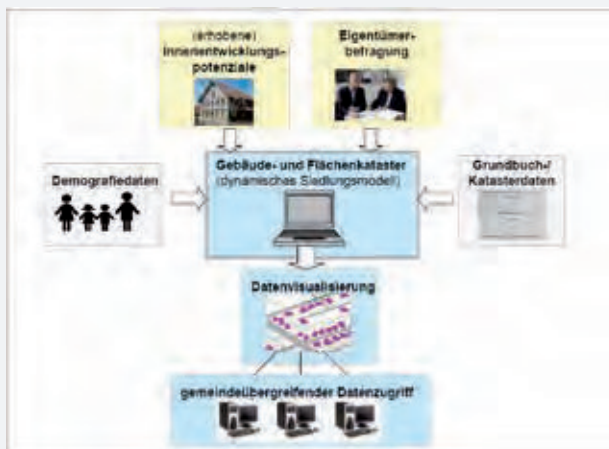 (erhobene)
Innenentwicklungs-
potenziale
Eigentümer-
befragung
Demografiedaten
Gebäude- und Flächenkataster
(dynamisches Siedlungsmodell)
Grundbuch-/
Katasterdaten
Datenvisualisierung
gemeindeübergreifender Datenzugriff